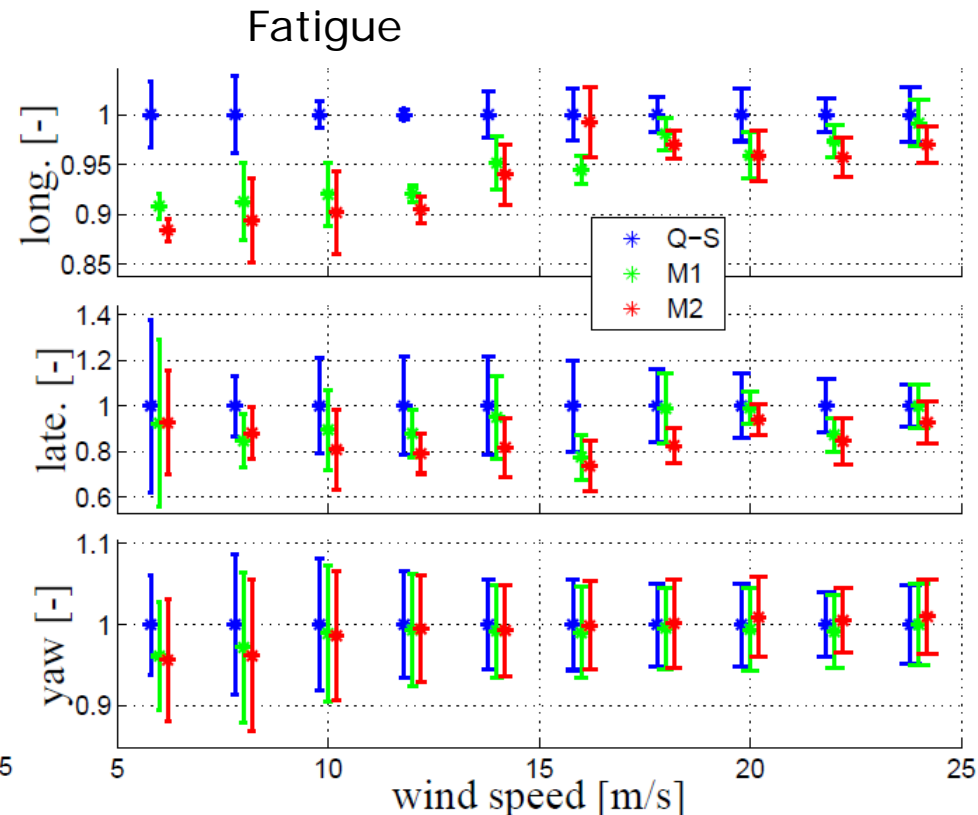 Fatigue
long. [-]
1
0.95
0.9
0.85
Q-S
M1
M2
late. [-]
1.4
1.2
1
0.8
0.6
yaw [-]
1.1
1
0.9
5
5 10 15 20 25
wind speed [m/s]